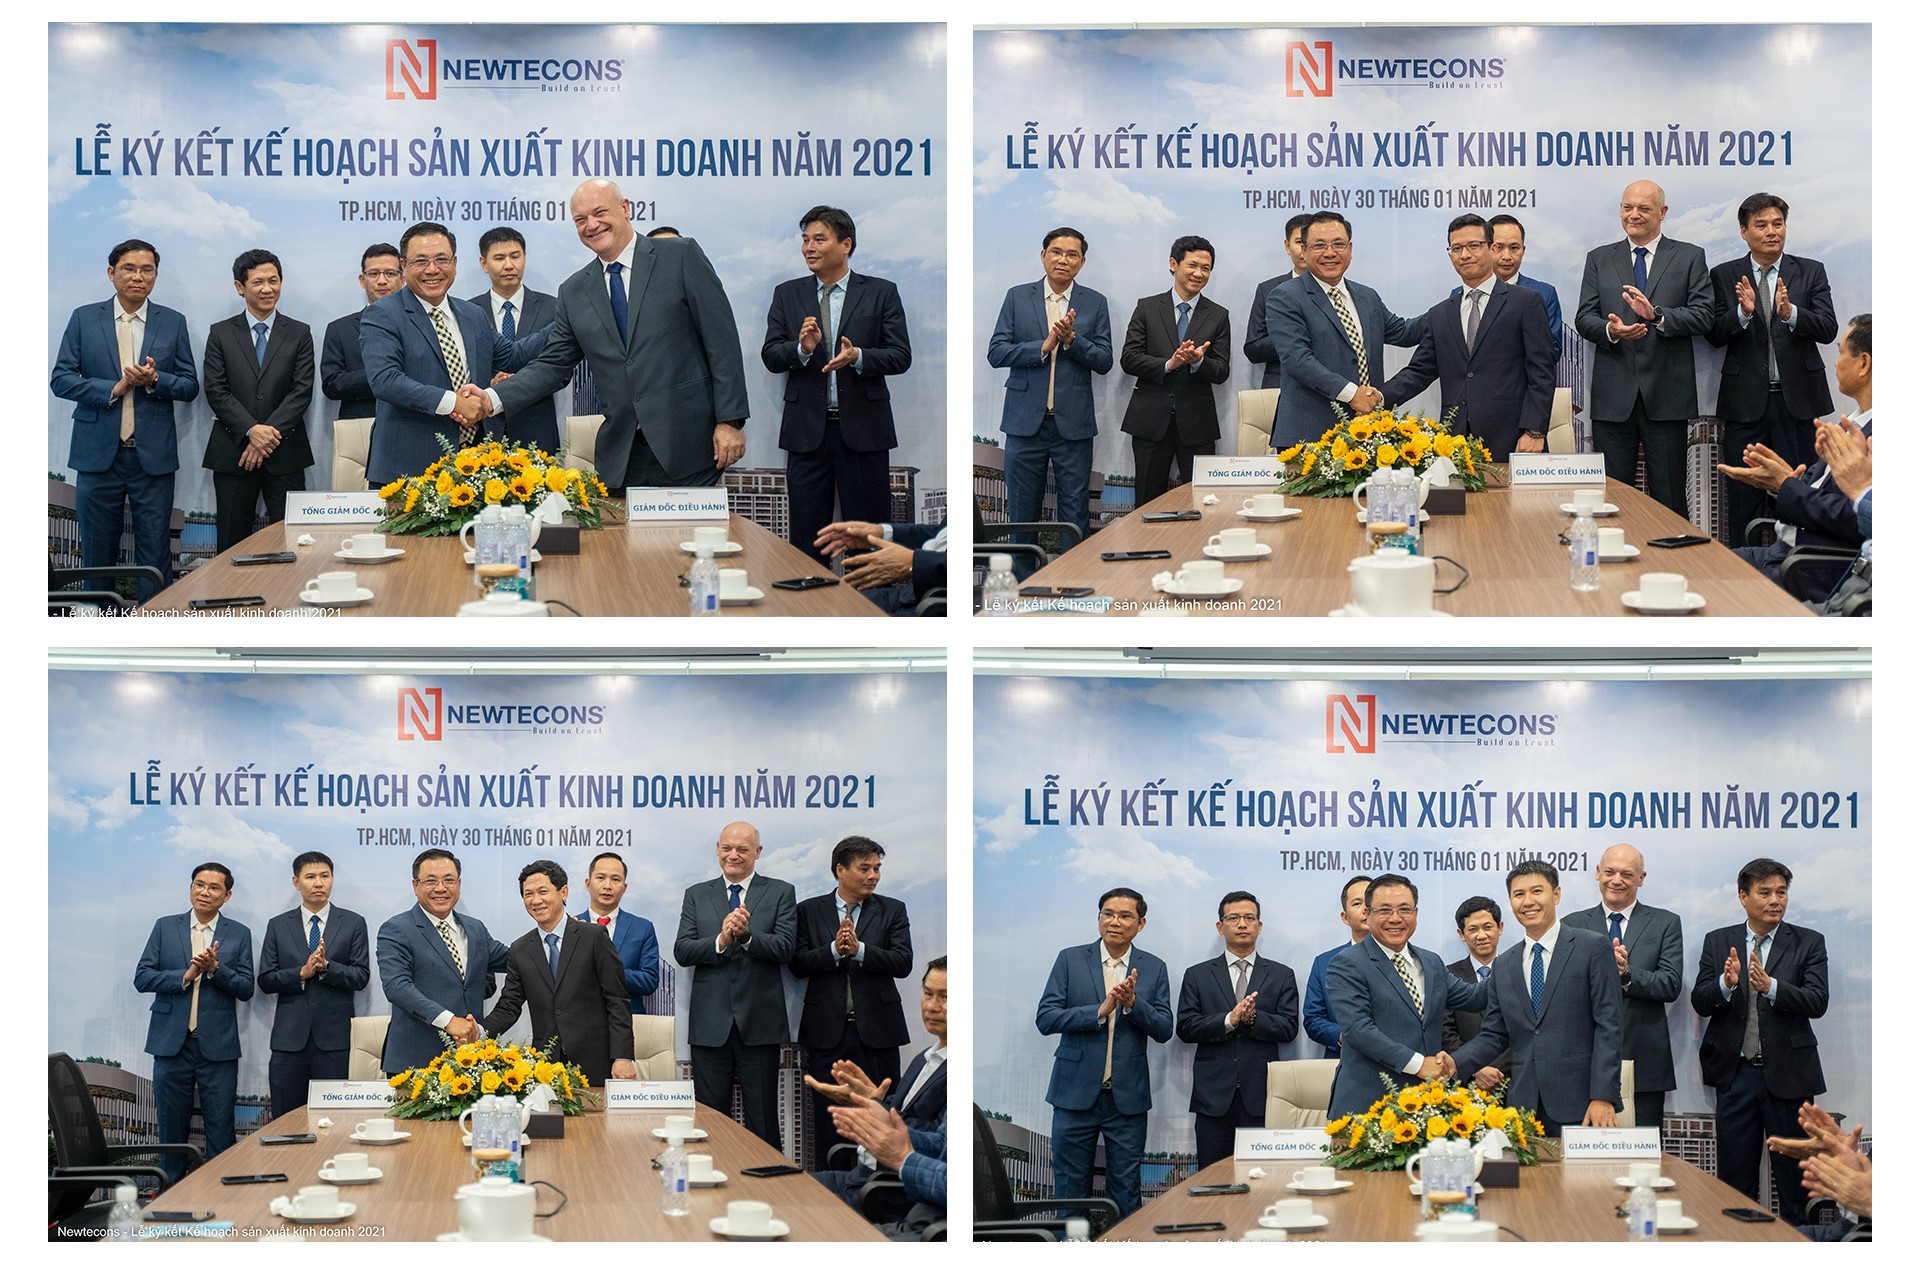 NEWTECONS
Build on trust
LỄ KÝ KẾT KẾ HOẠCH SẢN XUẤT KINH DOANH NĂM 2021
TP.HCM, NGÀY 30 THÁNG 01 2021
TỔNG GIÁM ĐỐC
GIÁM ĐỐC ĐIỀU HÀNH
- Lễ ký kết Kế hoạch sản xuất kinh doanh 2021
NEWTECONS
Build on trust
LỄ KÝ KẾT KẾ HOẠCH SẢN XUẤT KINH DOANH NĂM 2021
TP.HCM, NGÀY 30 THÁNG 01 NĂM 2021
TỔNG GIÁM ĐỐC
GIÁM ĐỐC ĐIỀU HÀNH
- Lễ ký kết Kế hoạch sản xuất kinh doanh 2021
NEWTECONS
Build on trust
LỄ KÝ KẾT KẾ HOẠCH SẢN XUẤT KINH DOANH NĂM 2021
TP.HCM, NGÀY 30 THÁNG 01 NĂM 2021
TỔNG GIÁM ĐỐC
GIÁM ĐỐC ĐIỀU HÀNH
Newtecons - Lễ ký kết Kế hoạch sản xuất kinh doanh 2021
NEWTECONS
Build on trust
LỄ KÝ KẾT KẾ HOẠCH SẢN XUẤT KINH DOANH NĂM 2021
TP.HCM, NGÀY 30 THÁNG 01 NĂM 2021
TỔNG GIÁM ĐỐC
GIÁM ĐỐC ĐIỀU HÀNH